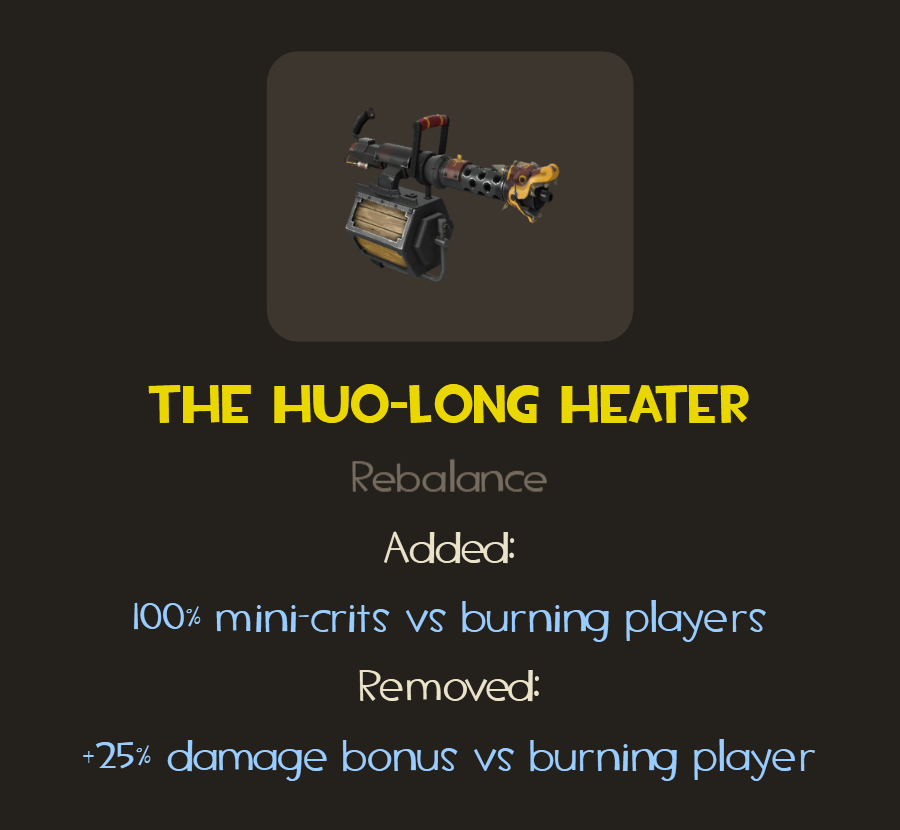 THE HUO-LONG HEATER
Rebalance
Added:
100% mini-crits vs burning players
Removed:
+25% damage bonus vs burning player